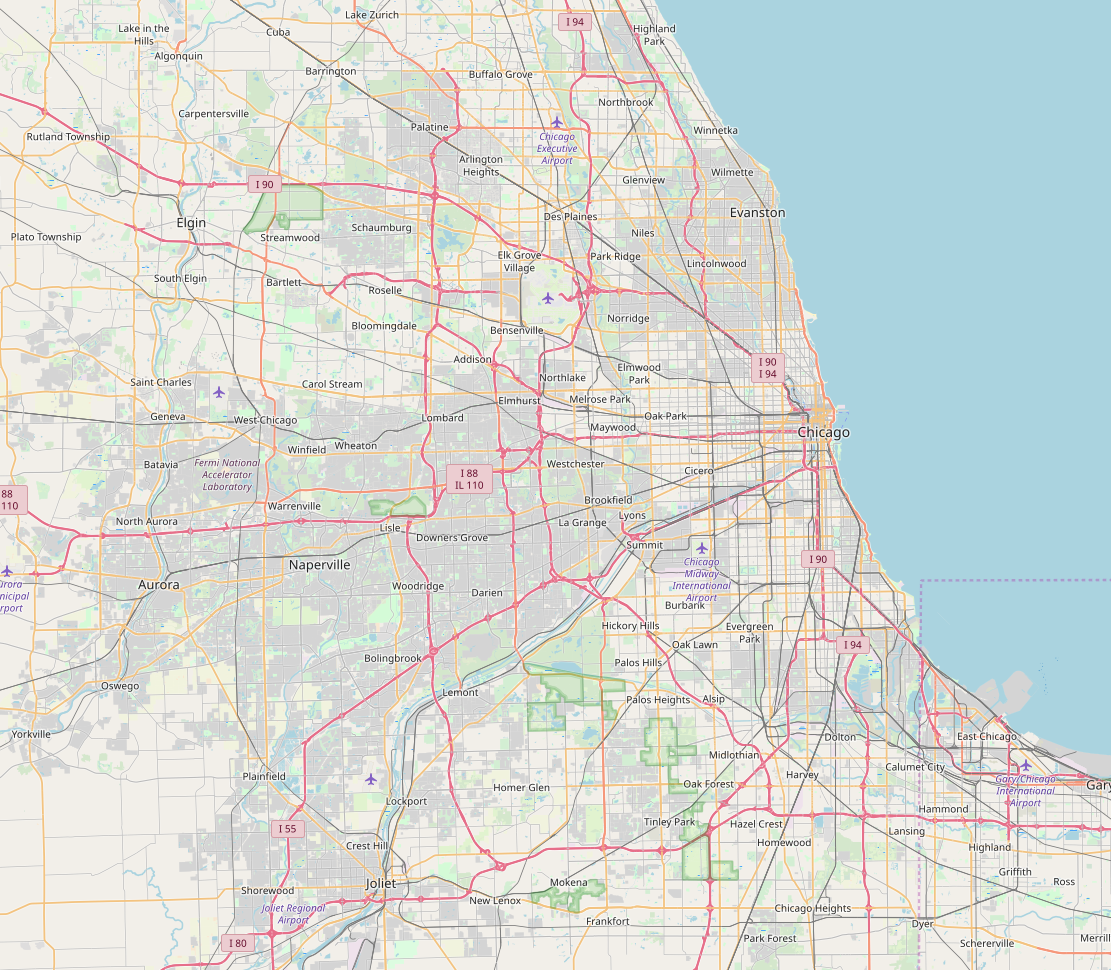 Lake Zurich
I 94
Lake in the
Hills
Cuba
Highland
Park
Algonquin
Barrington
Buffalo Grove
Northbrook
Carpentersville
Palatine
Winnetka
Rutland Township
Chicago
Executive
Airport
Arlington
Heights
Wilmette
Glenview
I 90
Evanston
Des Plaines
Elgin
Schaumburg
Niles
Plato Township
Streamwood
Elk Grove
Village
Park Ridge
Lincolnwood
South Elgin
Bartlett
Roselle
Norridge
Bloomingdale
Bensenville
Addison
I 90
I 94
Elmwood
Park
Northlake
Saint Charles
Carol Stream
Elmhurst
Melrose Park
Geneva
West Chicago
Lombard
Oak Park
Maywood
Chicago
Winfield
Wheaton
Batavia
Fermi National
Accelerator
Laboratory
I 88
IL 110
Westchester
Cicero
88
110
Warrenville
Brookfield
North Aurora
Lisle
La Grange
Lyons
Downers Grove
Summit
I 90
Naperville
Chicago
Midway
International
Airport
Aurora
Woodridge
Darien
Burbank
Hickory Hills
Evergreen
Park
Oak Lawn
I 94
Bolingbrook
Palos Hills
Oswego
Lemont
Palos Heights
Alsip
Yorkville
Dolton
East Chicago
Midlothian
Calumet City
Plainfield
Harvey
Gary/Chicago
International
Airport
Gary
Homer Glen
Oak Forest
Lockport
Hammond
I 55
Tinley Park
Hazel Crest
Lansing
Crest Hill
Homewood
Highland
Griffith
Joliet
Mokena
Ross
Shorewood
New Lenox
Joliet Regional
Airport
Chicago Heights
Frankfort
Dyer
I 80
Park Forest
Schererville